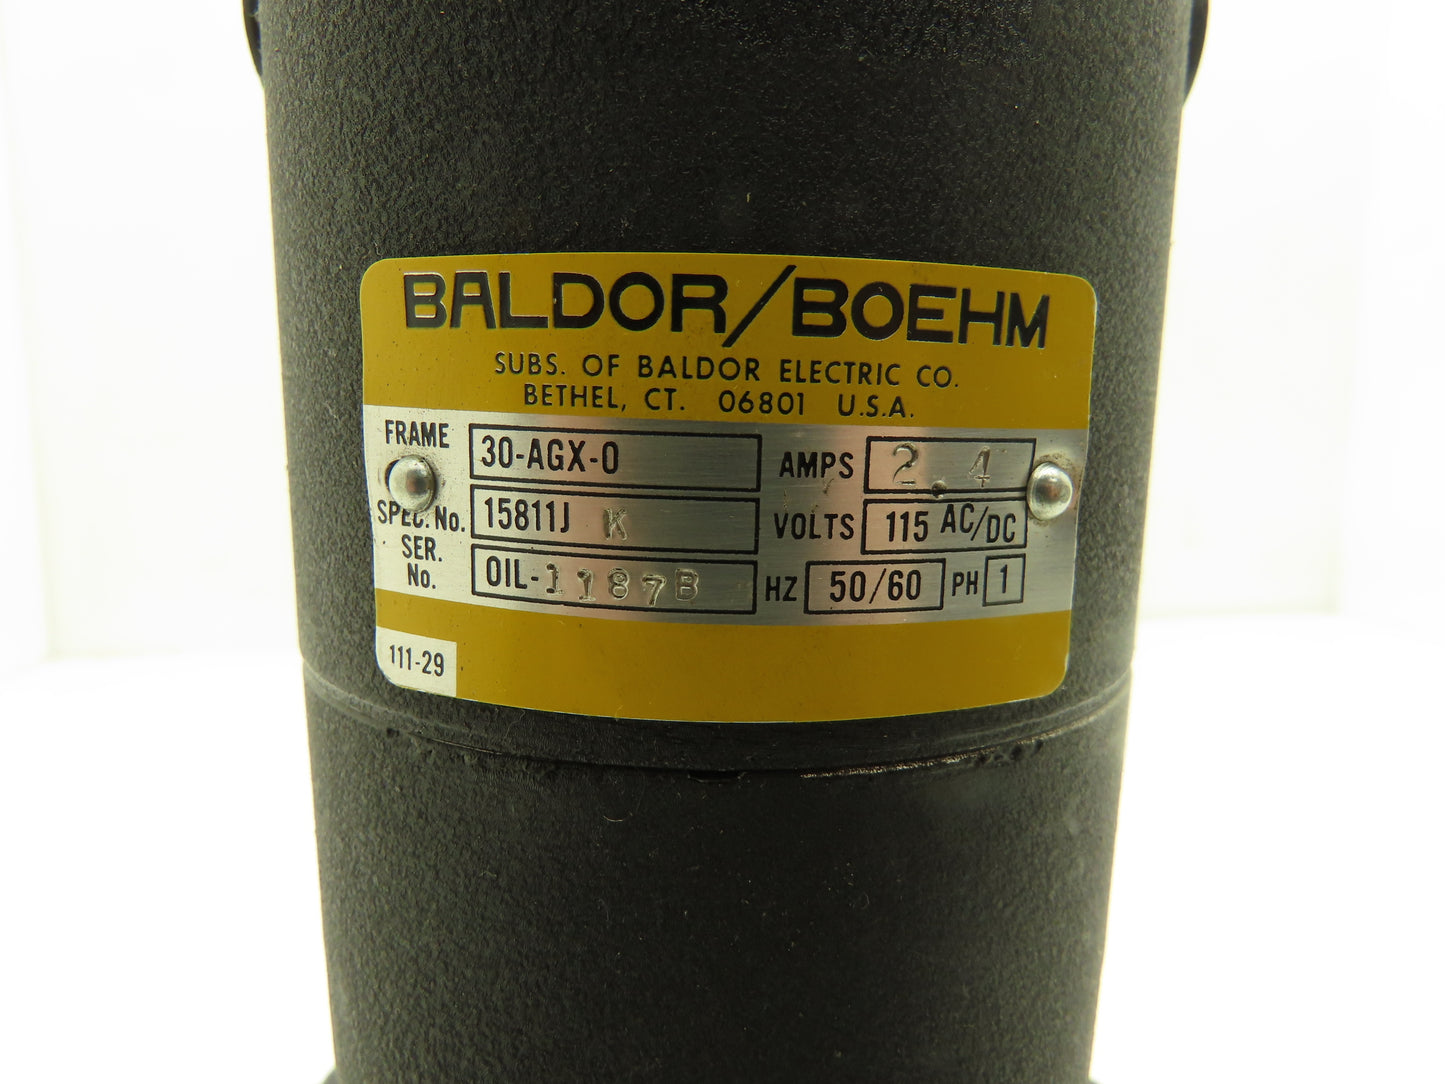 BALDOR/BOEHM
SUBS. OF BALDOR ELECTRIC CO.
BETHEL, CT. 06801 U.S.A.
FRAME 30-AGX-0 AMPS 2.4
SPEC. No. 15811J K VOLTS 115 AC/DC
SER. No. OIL-1187B HZ 50/60 PH 1
111-29